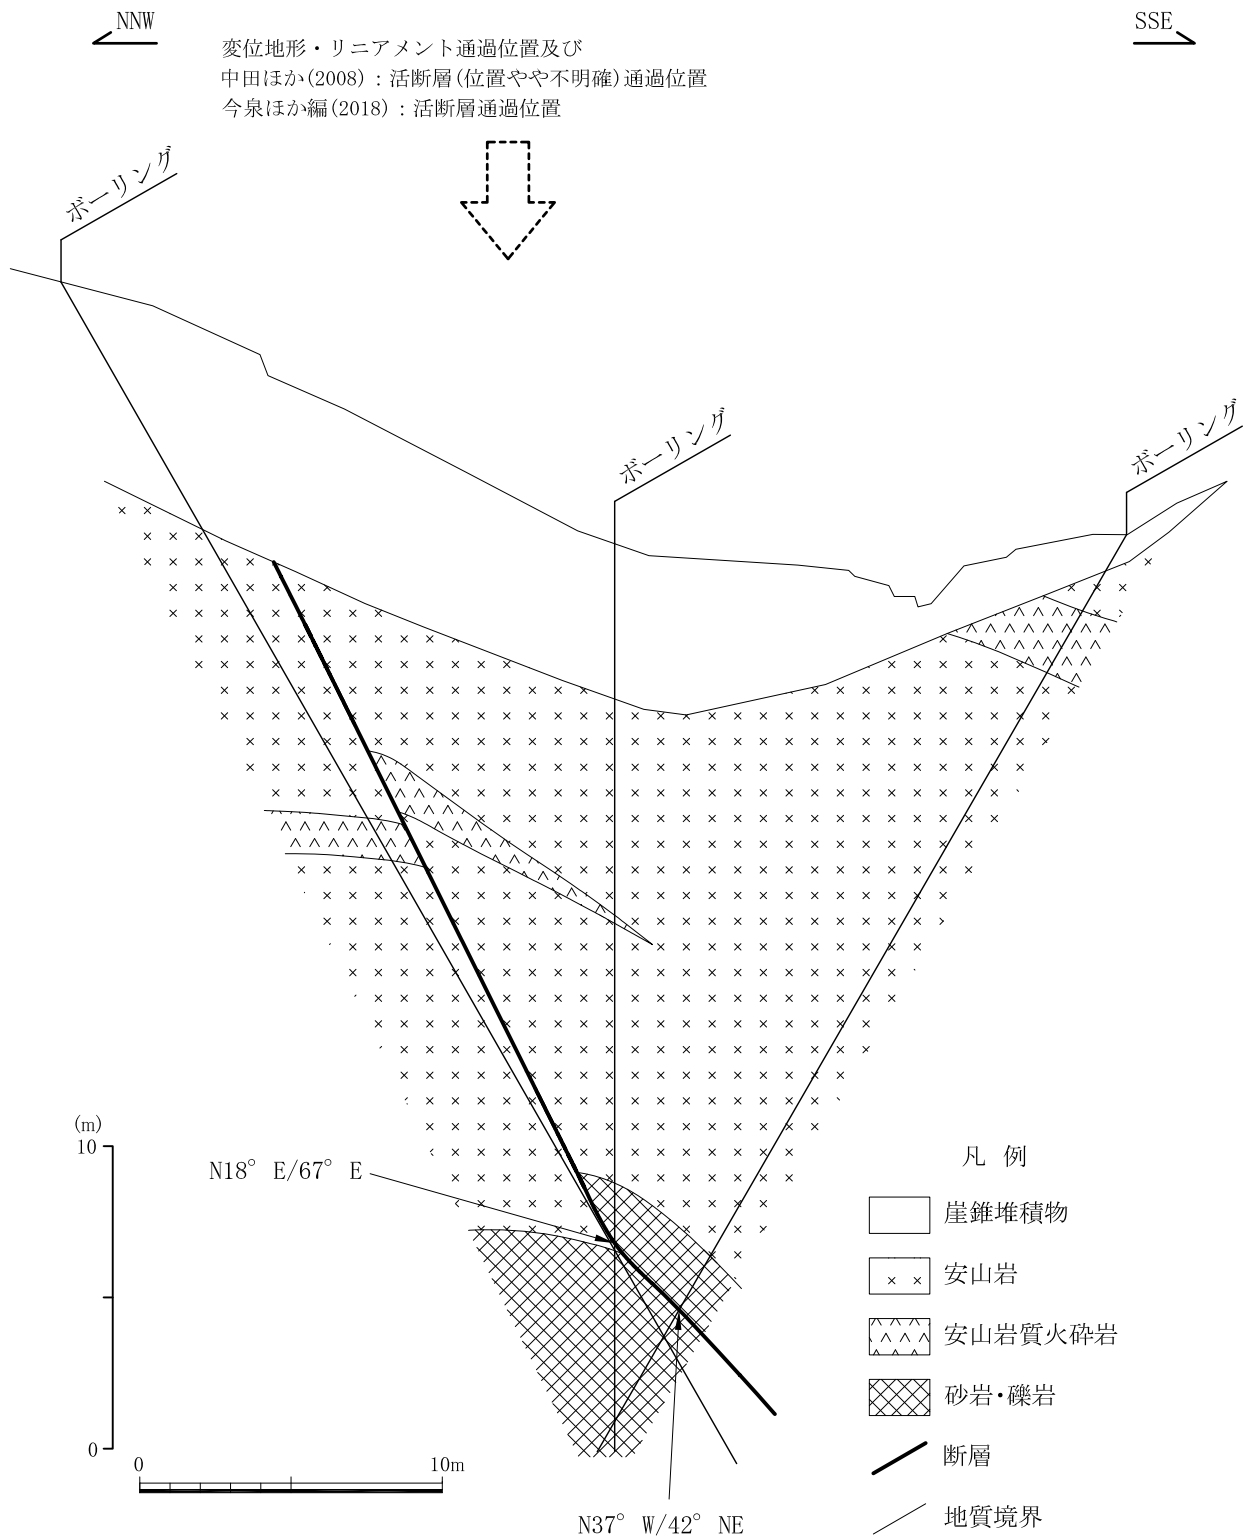 NNW
SSE
変位地形・リニアメント通過位置及び
中田ほか(2008)：活断層(位置やや不明確)通過位置
今泉ほか編(2018)：活断層通過位置
ボーリング
ボーリング
ボーリング
(m)
10
0
N18° E/67° E
0
10m
N37° W/42° NE
凡 例
崖錐堆積物
安山岩
安山岩質火砕岩
砂岩・礫岩
断層
地質境界